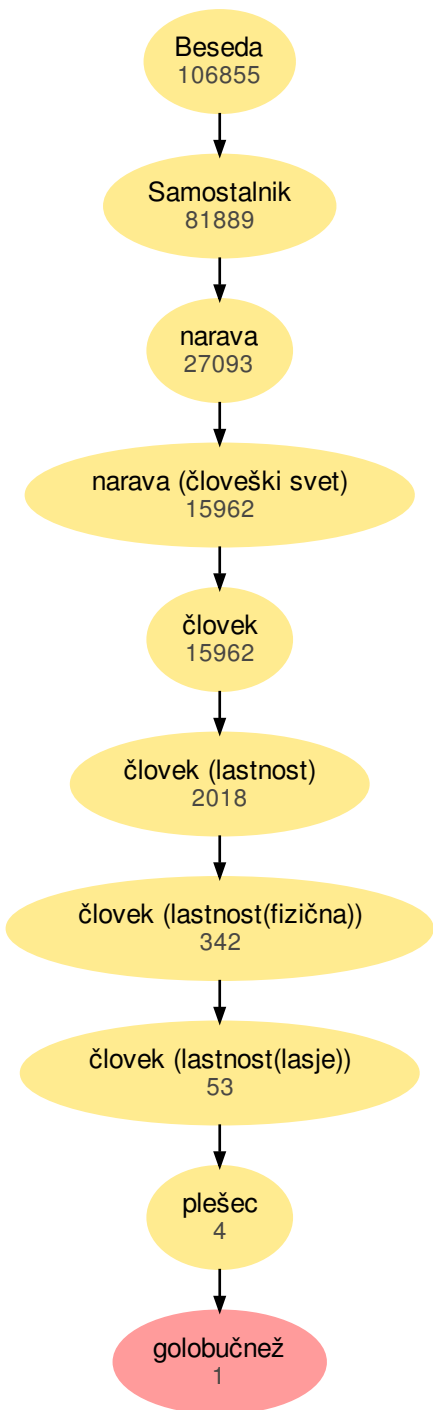 Beseda
106855
Samostalnik
81889
narava
27093
narava (človeški svet)
15962
človek
15962
človek (lastnost)
2018
človek (lastnost(fizična))
342
človek (lastnost(lasje))
53
plešec
4
golobučnež
1